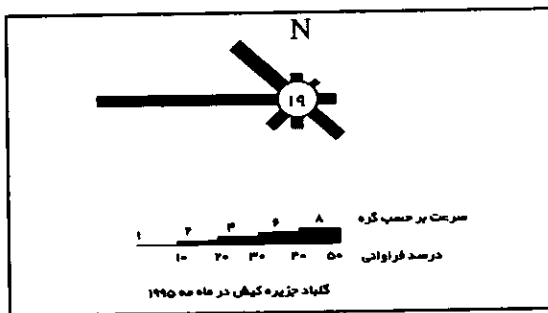 N
۱۹
۱ ۲ ۴ ۶ ۸ سرعت بر حسب گره
۱۰ ۲۰ ۳۰ ۴۰ ۵۰ درصد فراوانی
گلباد جزیره کیش در ماه مه ۱۹۹۵